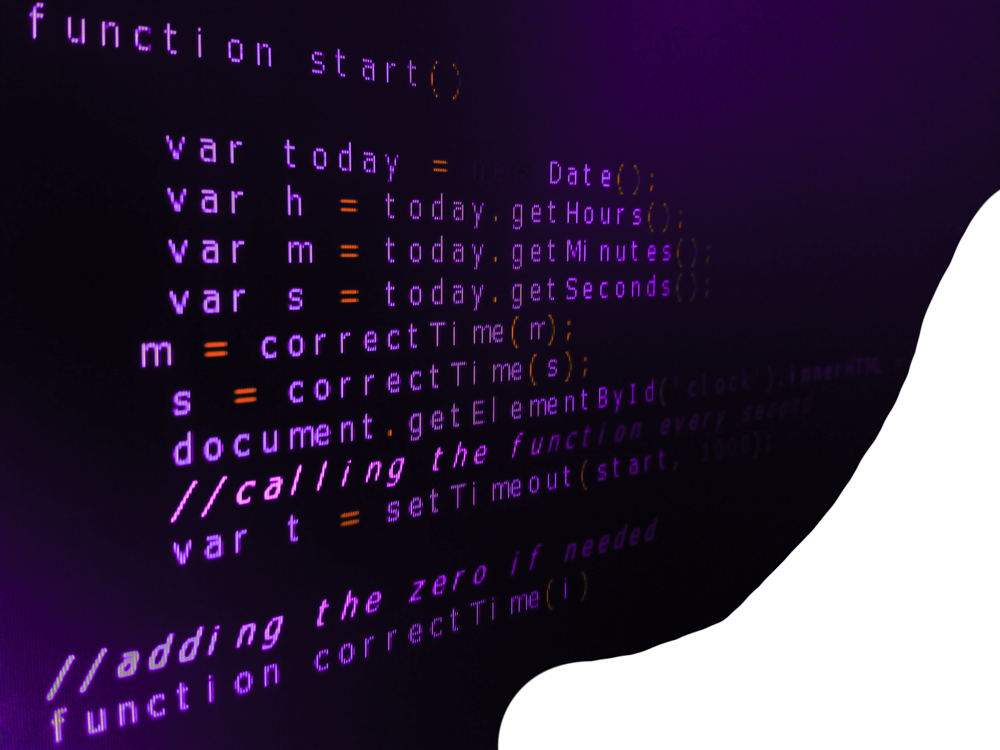 function start()
var today = new Date();
var h = today.getHours();
var m = today.getMinutes();
var s = today.getSeconds();
m = correctTime(m);
s = correctTime(s);
document.getElementById('clock').innerHTML =
//calling the function every second
var t = setTimeout(start, 1000);
//adding the zero if needed
function correctTime(i)